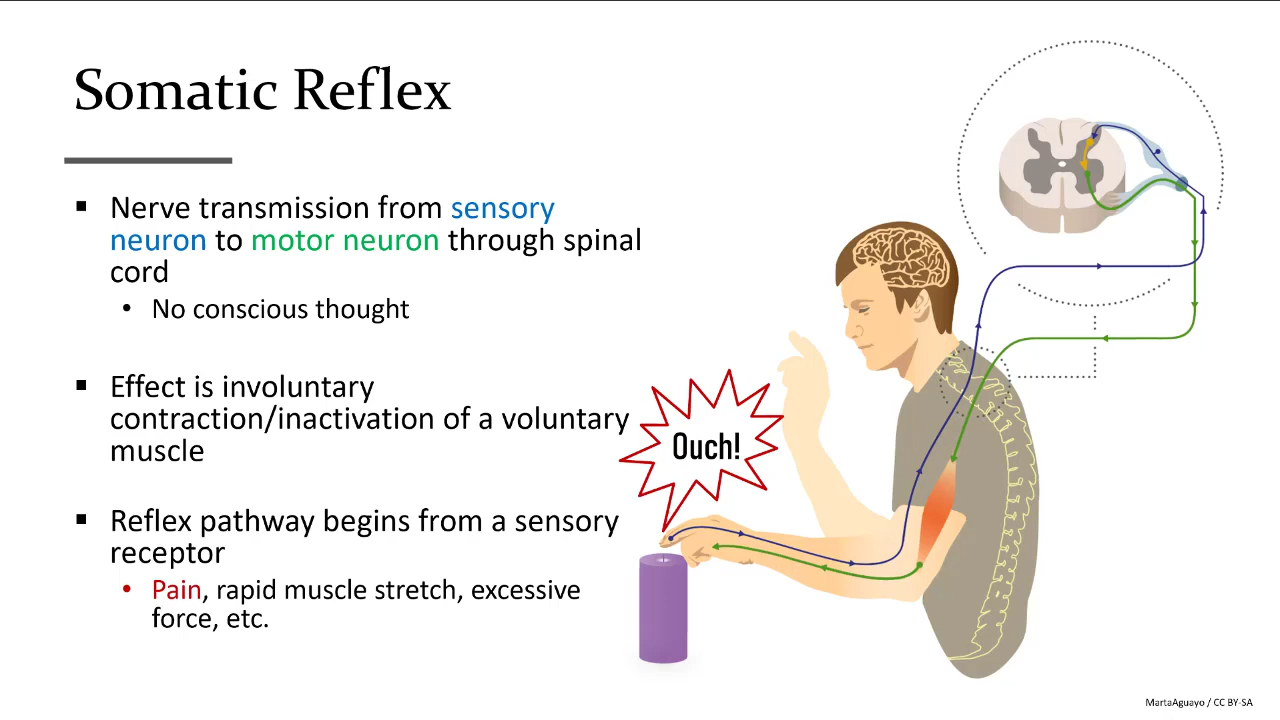 Somatic Reflex
▪ Nerve transmission from sensory
neuron to motor neuron through spinal
cord
• No conscious thought
▪ Effect is involuntary
contraction/inactivation of a voluntary
muscle
▪ Reflex pathway begins from a sensory
receptor
• Pain, rapid muscle stretch, excessive
force, etc.
Ouch!
MartaAguayo / CC BY-SA